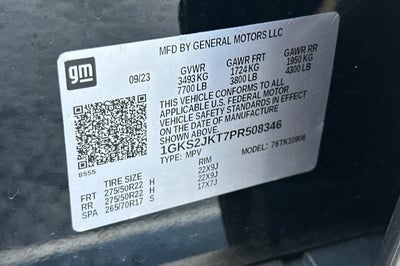 MFD BY GENERAL MOTORS LLC
gm
09/23
GVWR GAWR FRT GAWR RR
3493 KG 1724 KG 1950 KG
7700 LB 3800 LB 4300 LB
THIS VEHICLE CONFORMS TO ALL
APPLICABLE U.S. FEDERAL MOTOR
VEHICLE SAFETY STANDARDS IN EFFECT
ON THE DATE OF MANUFACTURE
SHOWN ABOVE.
1GKS2JKT7PR508346
TYPE: MPV MODEL: 76TK10906
8555
TIRE SIZE RIM
FRT 275/50R22 H 22X9J
RR 275/50R22 H 22X9J
SPA 265/70R17 S 17X7J